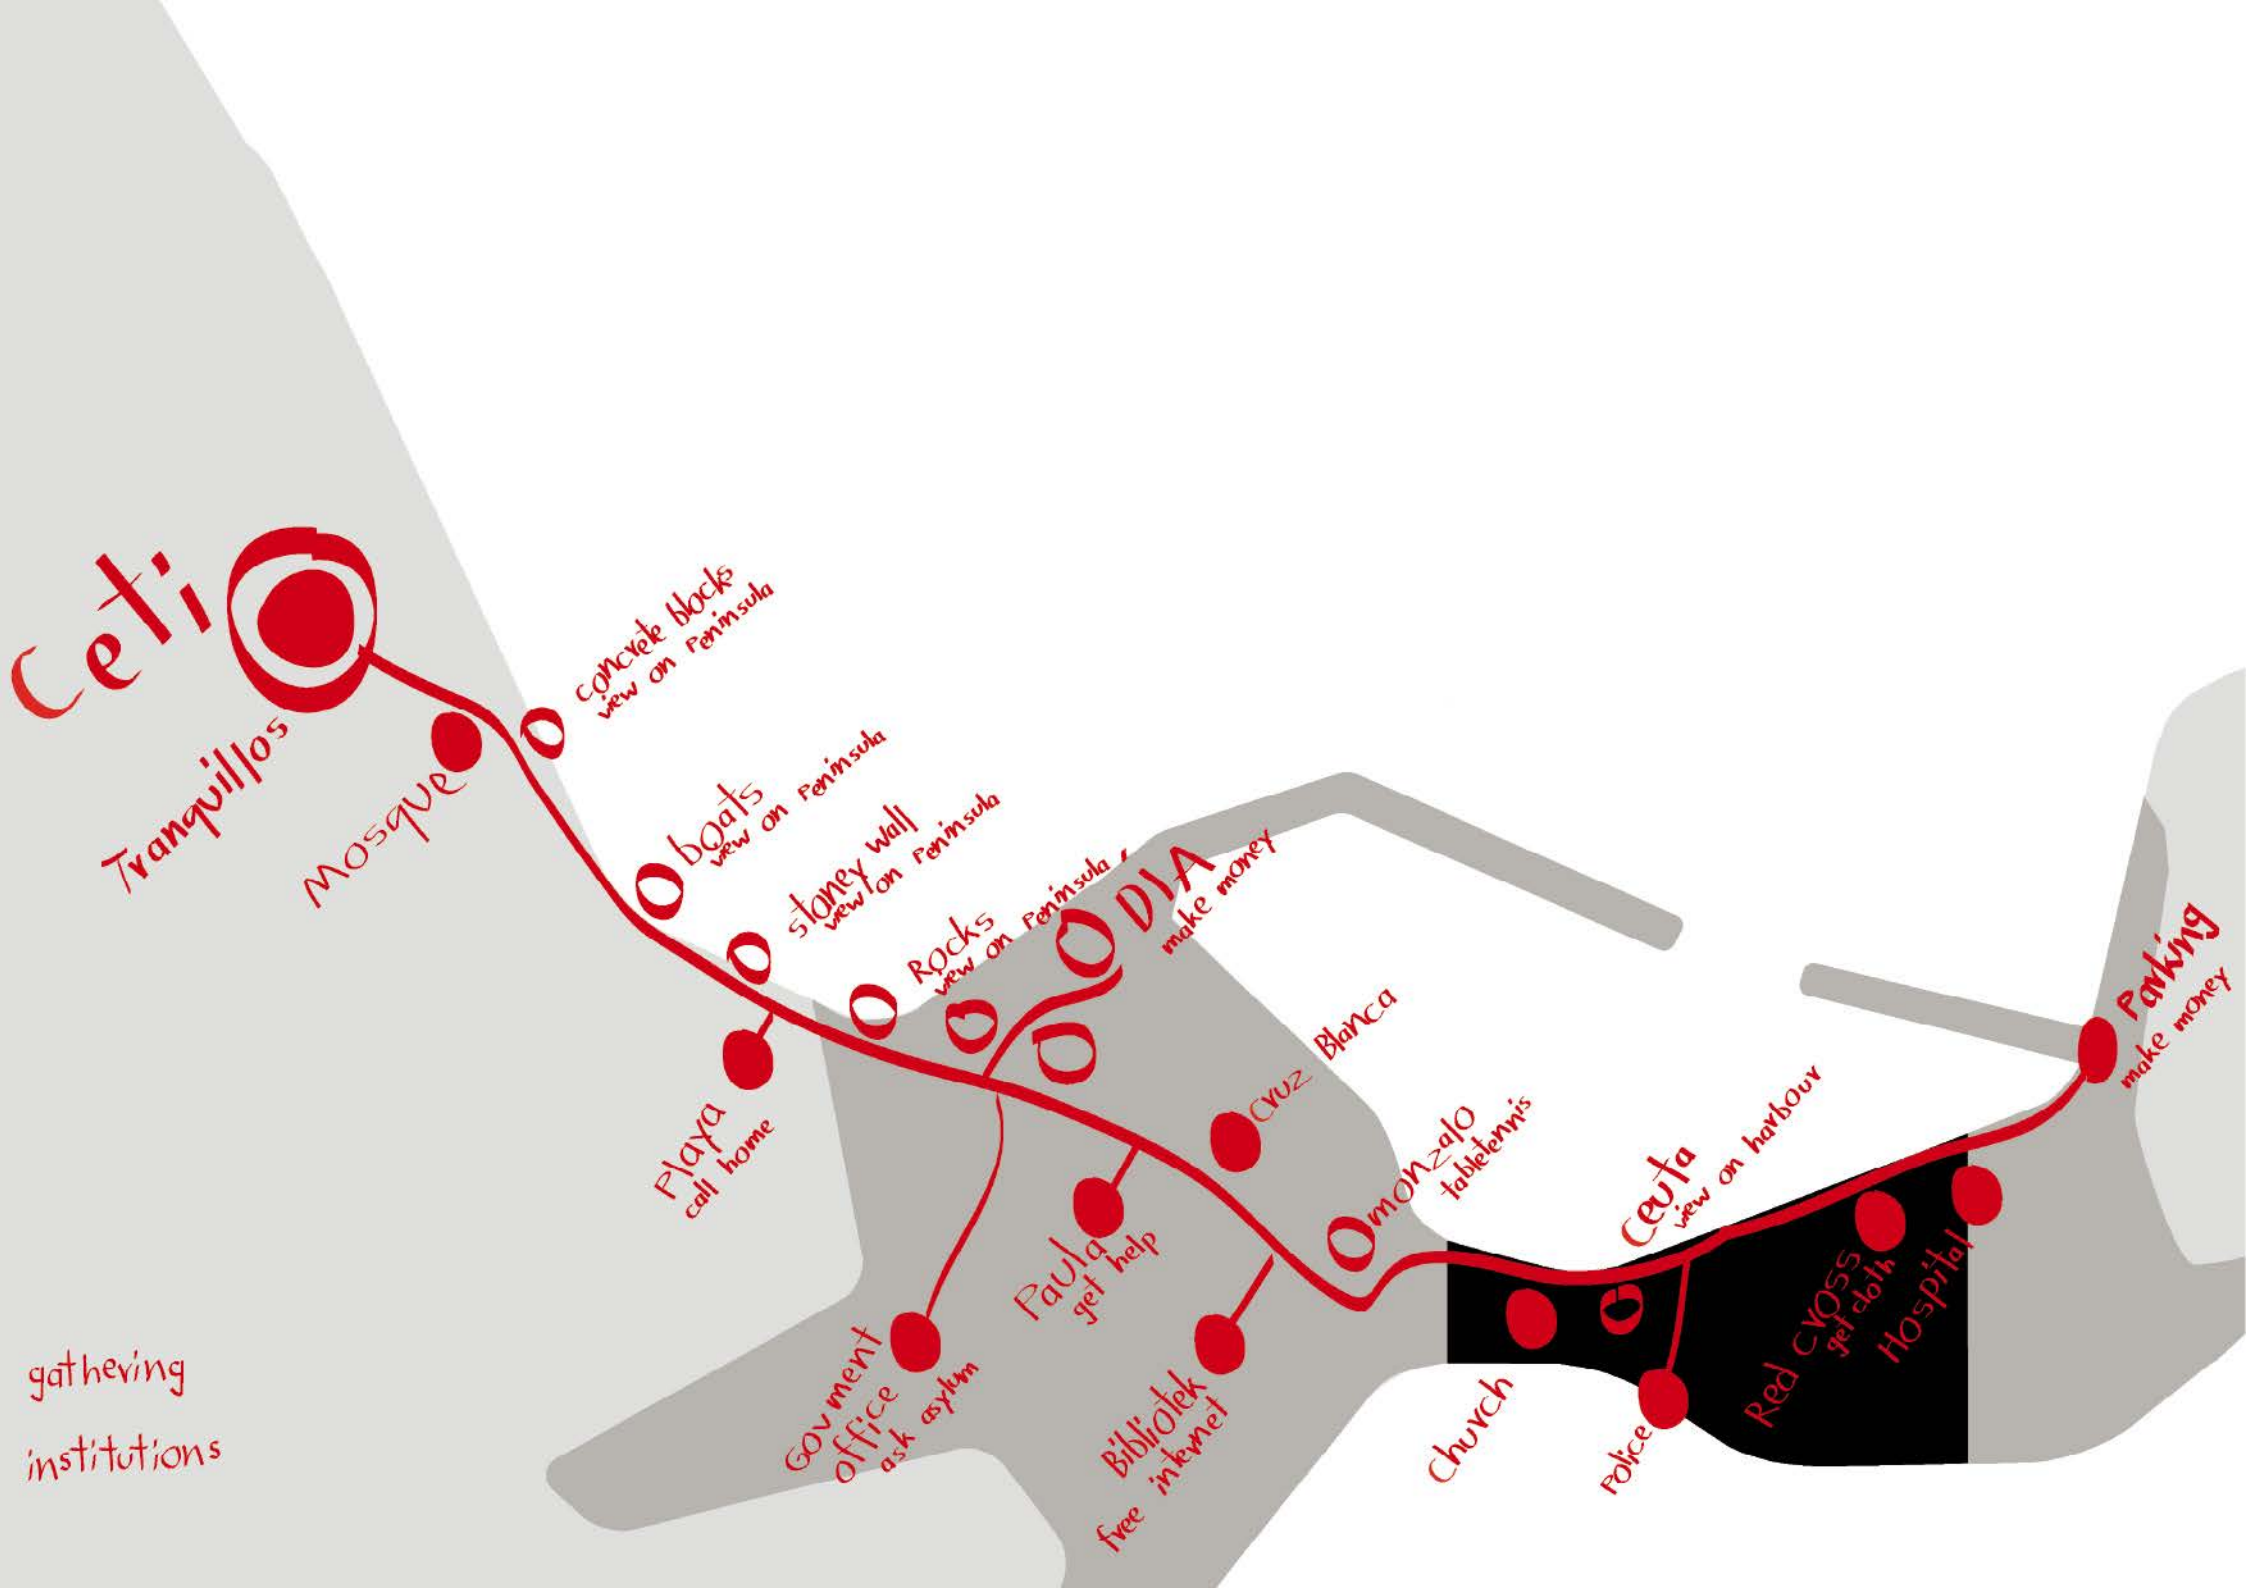 Ceti
Tranquillos
Mosque
concrete blocks
view on Peninsula
boats
view on Peninsula
stoney wall
view on Peninsula
Rocks
view on Peninsula
DIA
make money
Playa
call home
Cruz Blanca
Govment
Office
ask asylum
Paula
get help
Bibliotek
free internet
monzalo
tabletennis
Church
Ceuta
view on harbour
Police
Red cross
get cloth
Hospital
Parking
make money
gathering
institutions